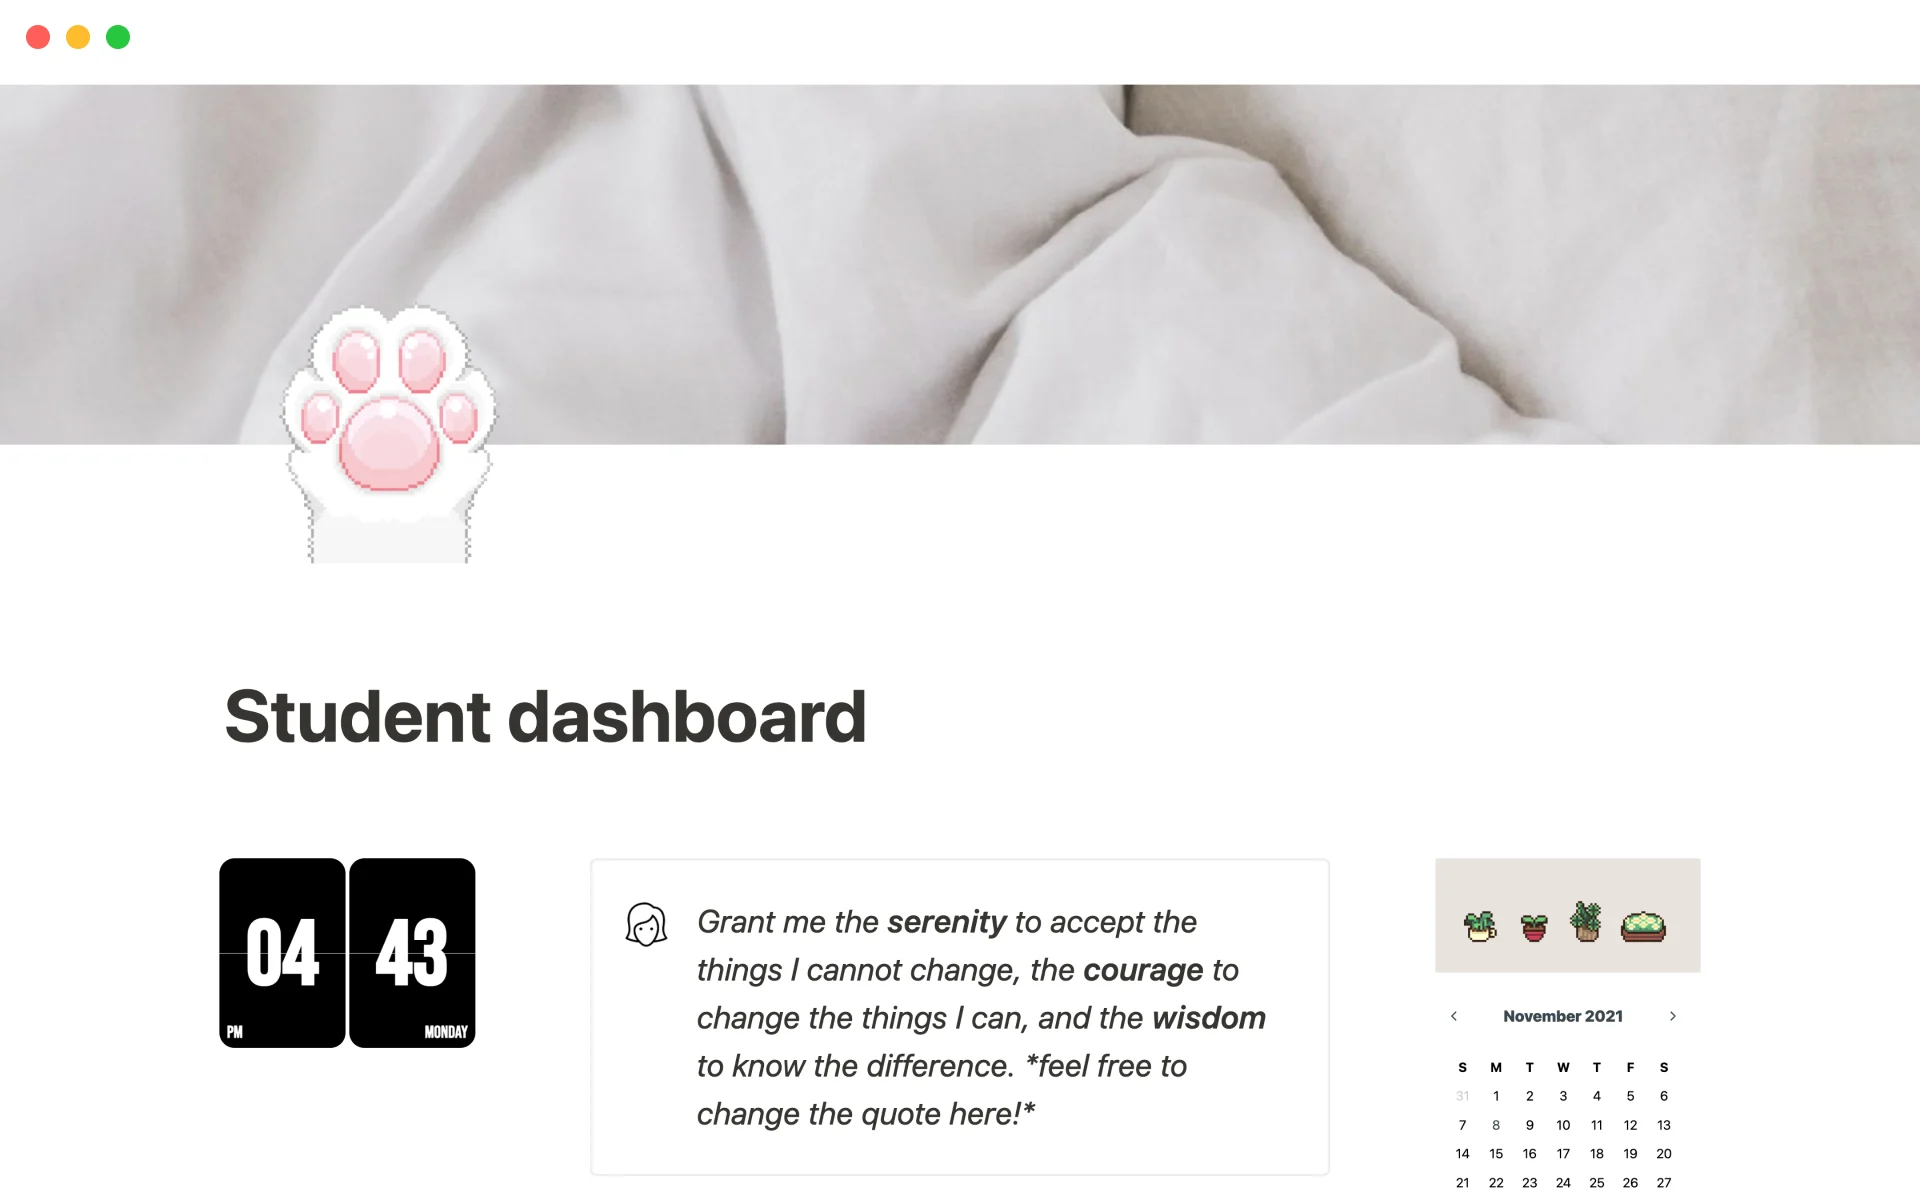 Student dashboard
04 43
PM MONDAY
Grant me the serenity to accept the
things I cannot change, the courage to
change the things I can, and the wisdom
to know the difference. *feel free to
change the quote here!*
November 2021
S M T W T F S
31 1 2 3 4 5 6
7 8 9 10 11 12 13
14 15 16 17 18 19 20
21 22 23 24 25 26 27